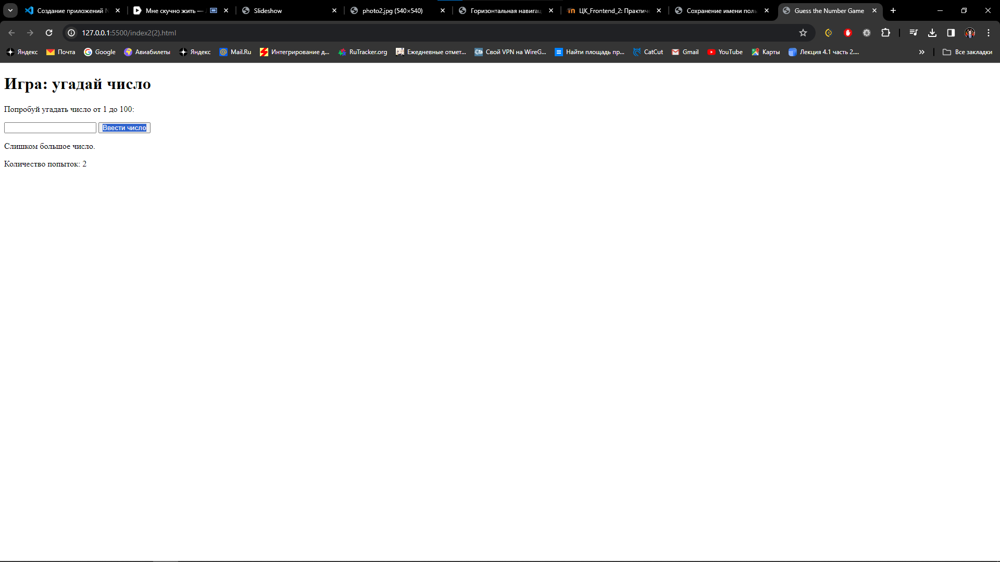 Создание приложений
Мне скучно жить —
Slideshow
photo2.jpg (540×540)
Горизонтальная навигац
ЦК_Frontend_2: Практиче
Сохранение имени поль
Guess the Number Game
127.0.0.1:5500/index2(2).html
Яндекс
Почта
Google
Авиабилеты
Яндекс
Mail.Ru
Интегрирование д...
RuTracker.org
Ежедневные отмет...
Свой VPN на WireG...
Найти площадь пр...
CatCut
Gmail
YouTube
Карты
Лекция 4.1 часть 2....
Все закладки
Игра: угадай число
Попробуй угадать число от 1 до 100:
Ввести число
Слишком большое число.
Количество попыток: 2